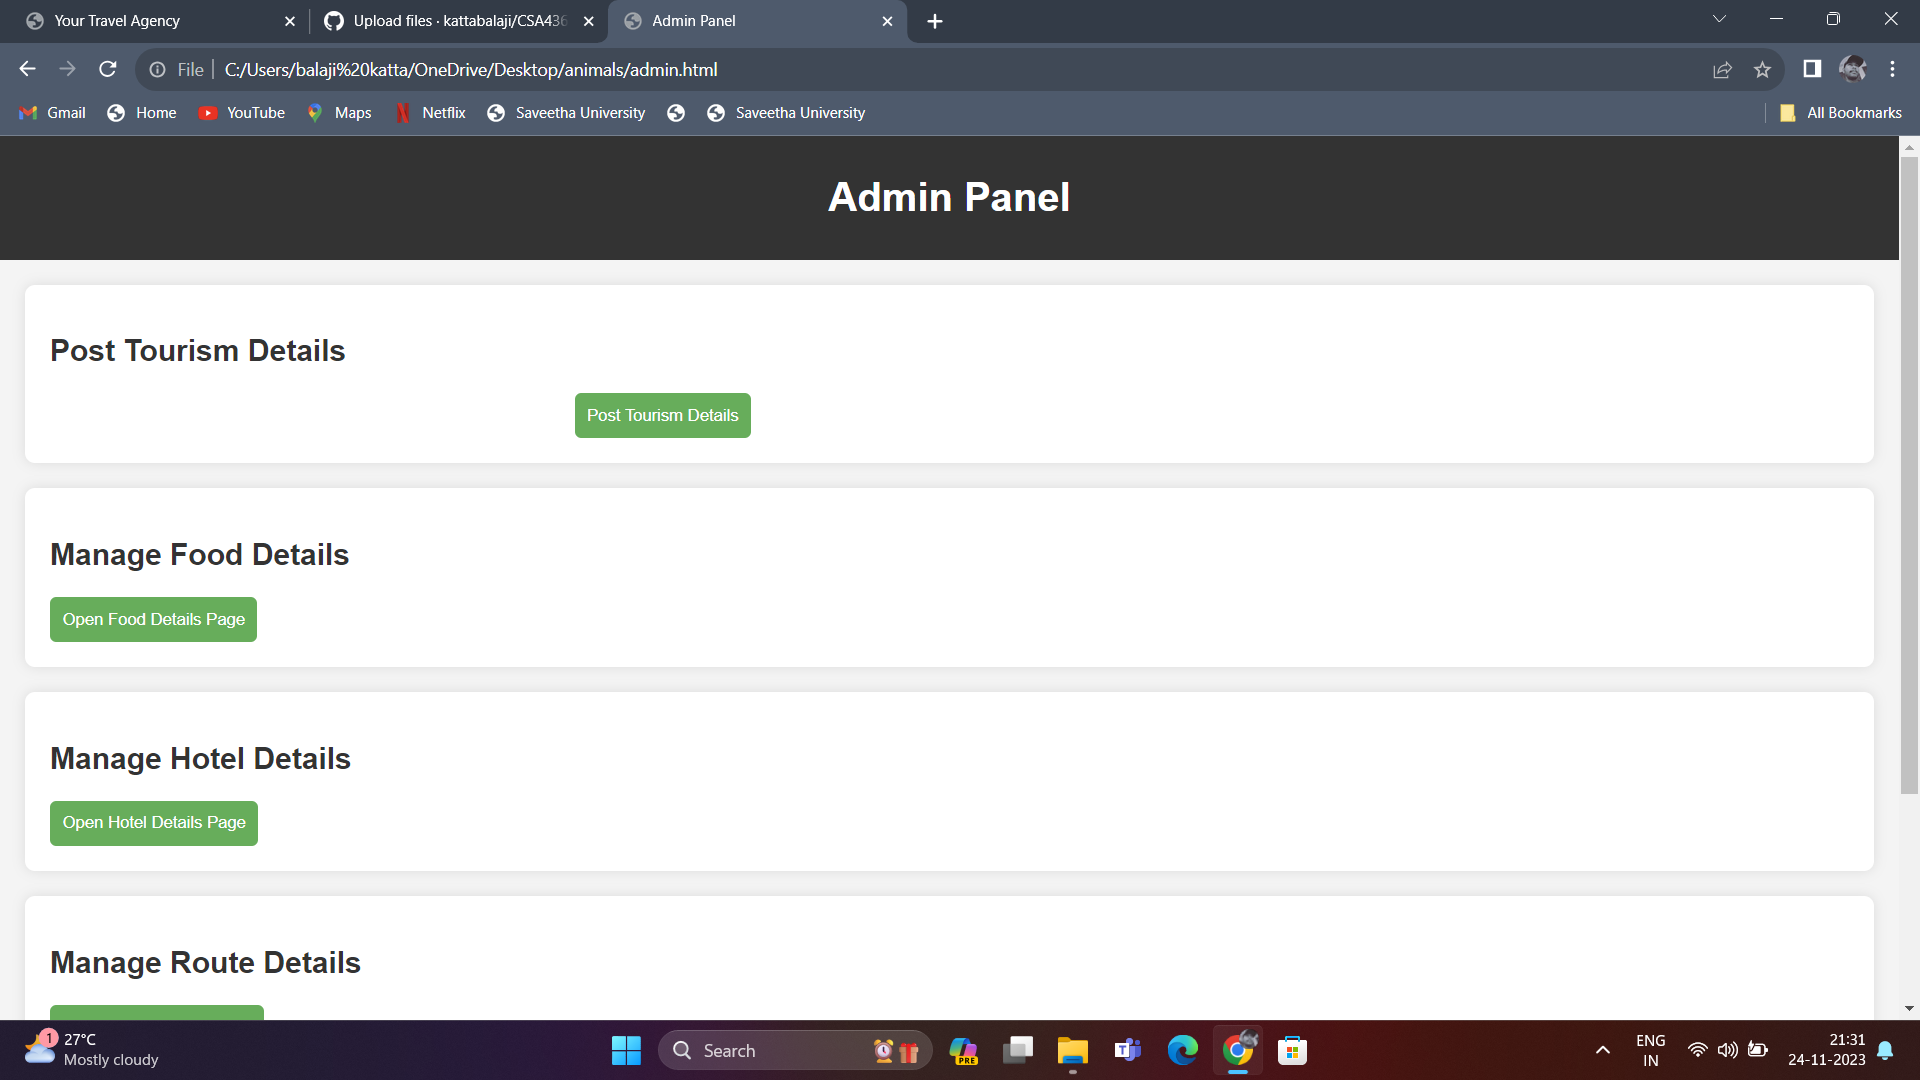 Your Travel Agency
Upload files · kattabalaji/CSA436
Admin Panel
File
C:/Users/balaji%20katta/OneDrive/Desktop/animals/admin.html
Gmail
Home
YouTube
Maps
Netflix
Saveetha University
Saveetha University
All Bookmarks
Admin Panel
Post Tourism Details
Post Tourism Details
Manage Food Details
Open Food Details Page
Manage Hotel Details
Open Hotel Details Page
Manage Route Details
1
27°C
Mostly cloudy
Search
PRE
ENG
IN
21:31
24-11-2023